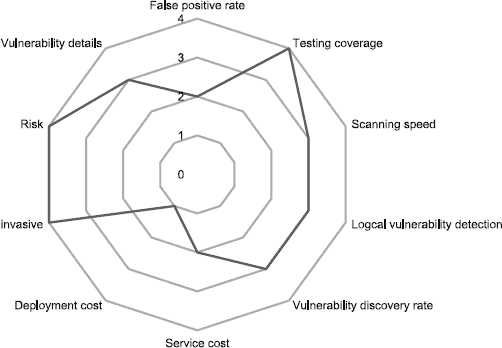 False positive rate
4
Vulnerability details
Testing coverage
3
2
Risk
Scanning speed
1
0
invasive
Logcal vulnerability detection
Deployment cost
Vulnerability discovery rate
Service cost